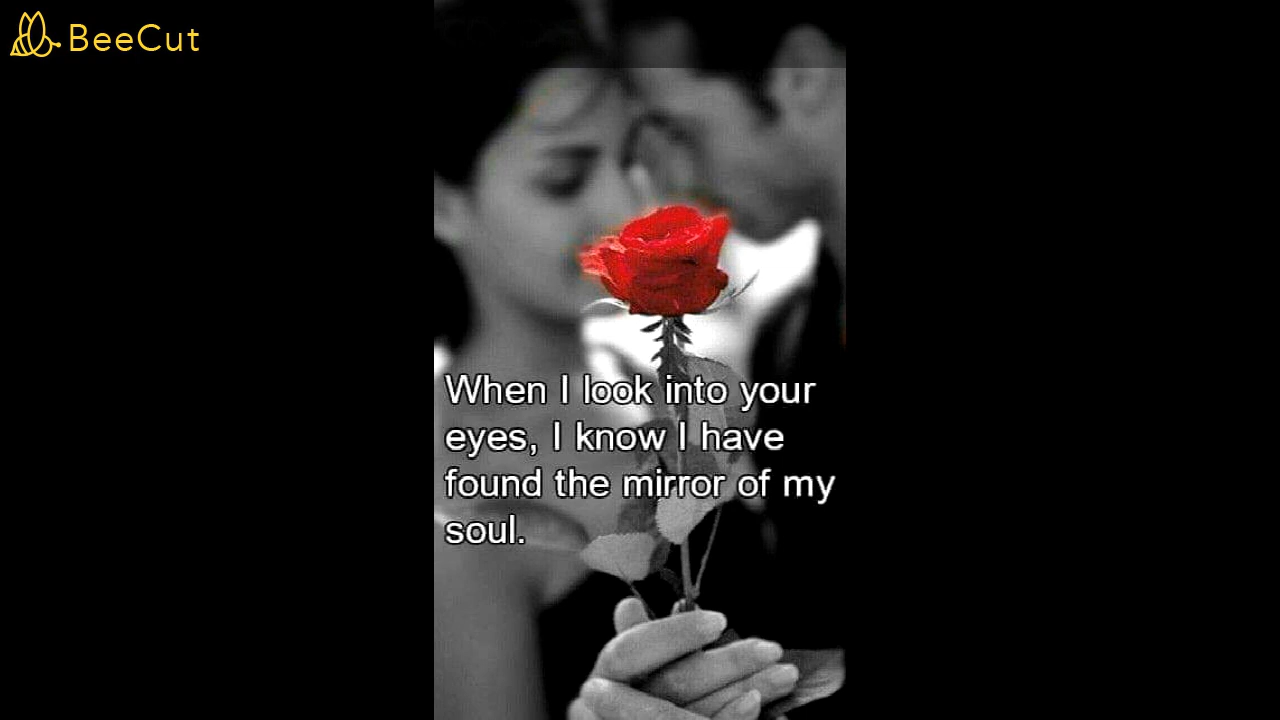 BeeCut
When I look into your
eyes, I know I have
found the mirror of my
soul.